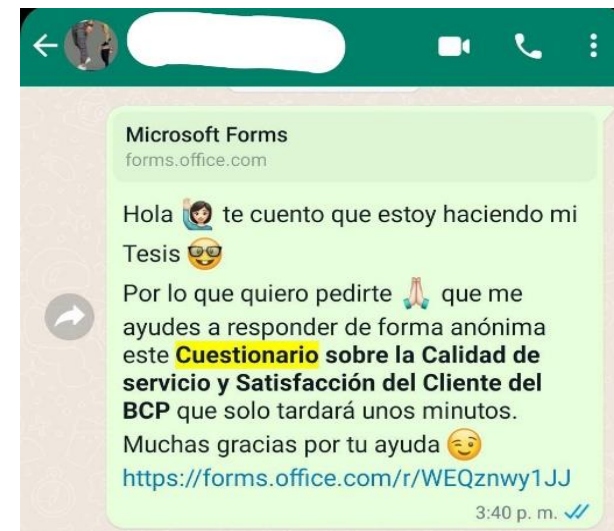 Microsoft Forms
forms.office.com
Hola 🙋🏻‍♀️ te cuento que estoy haciendo mi
Tesis 🤓
Por lo que quiero pedirte 🙏🏻 que me
ayudes a responder de forma anónima
este Cuestionario sobre la Calidad de
servicio y Satisfacción del Cliente del
BCP que solo tardará unos minutos.
Muchas gracias por tu ayuda 😉
https://forms.office.com/r/WEQznwy1JJ
3:40 p. m.